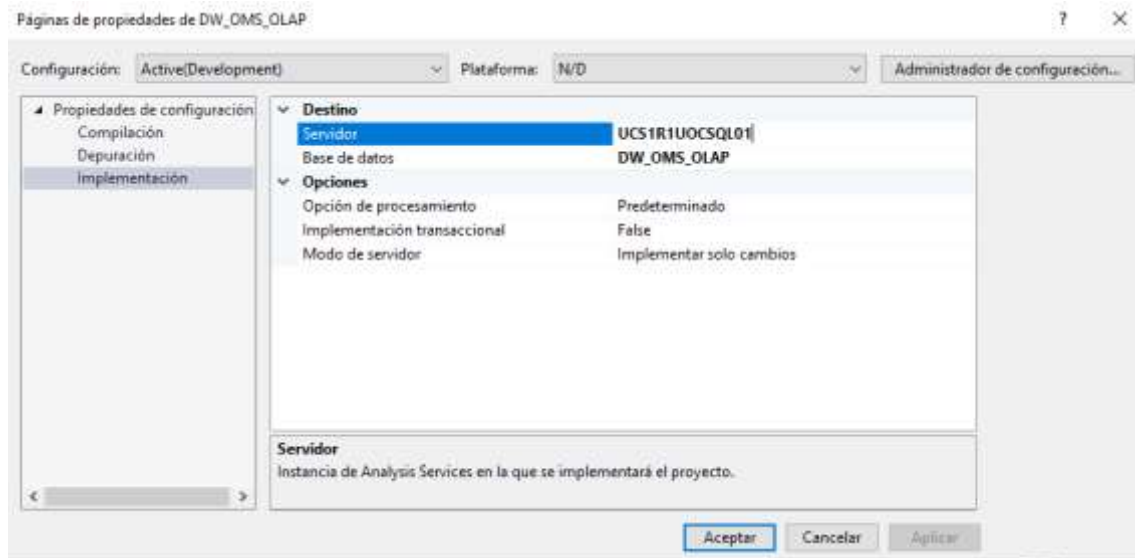 Páginas de propiedades de DW_OMS_OLAP ? ×
Configuración: Active(Development) Plataforma: N/D Administrador de configuración...
Propiedades de configuración
Compilación
Depuración
Implementación
Destino
Servidor UCS1R1UOCSQL01
Base de datos DW_OMS_OLAP
Opciones
Opción de procesamiento Predeterminado
Implementación transaccional False
Modo de servidor Implementar solo cambios
Servidor
Instancia de Analysis Services en la que se implementará el proyecto.
Aceptar Cancelar Aplicar